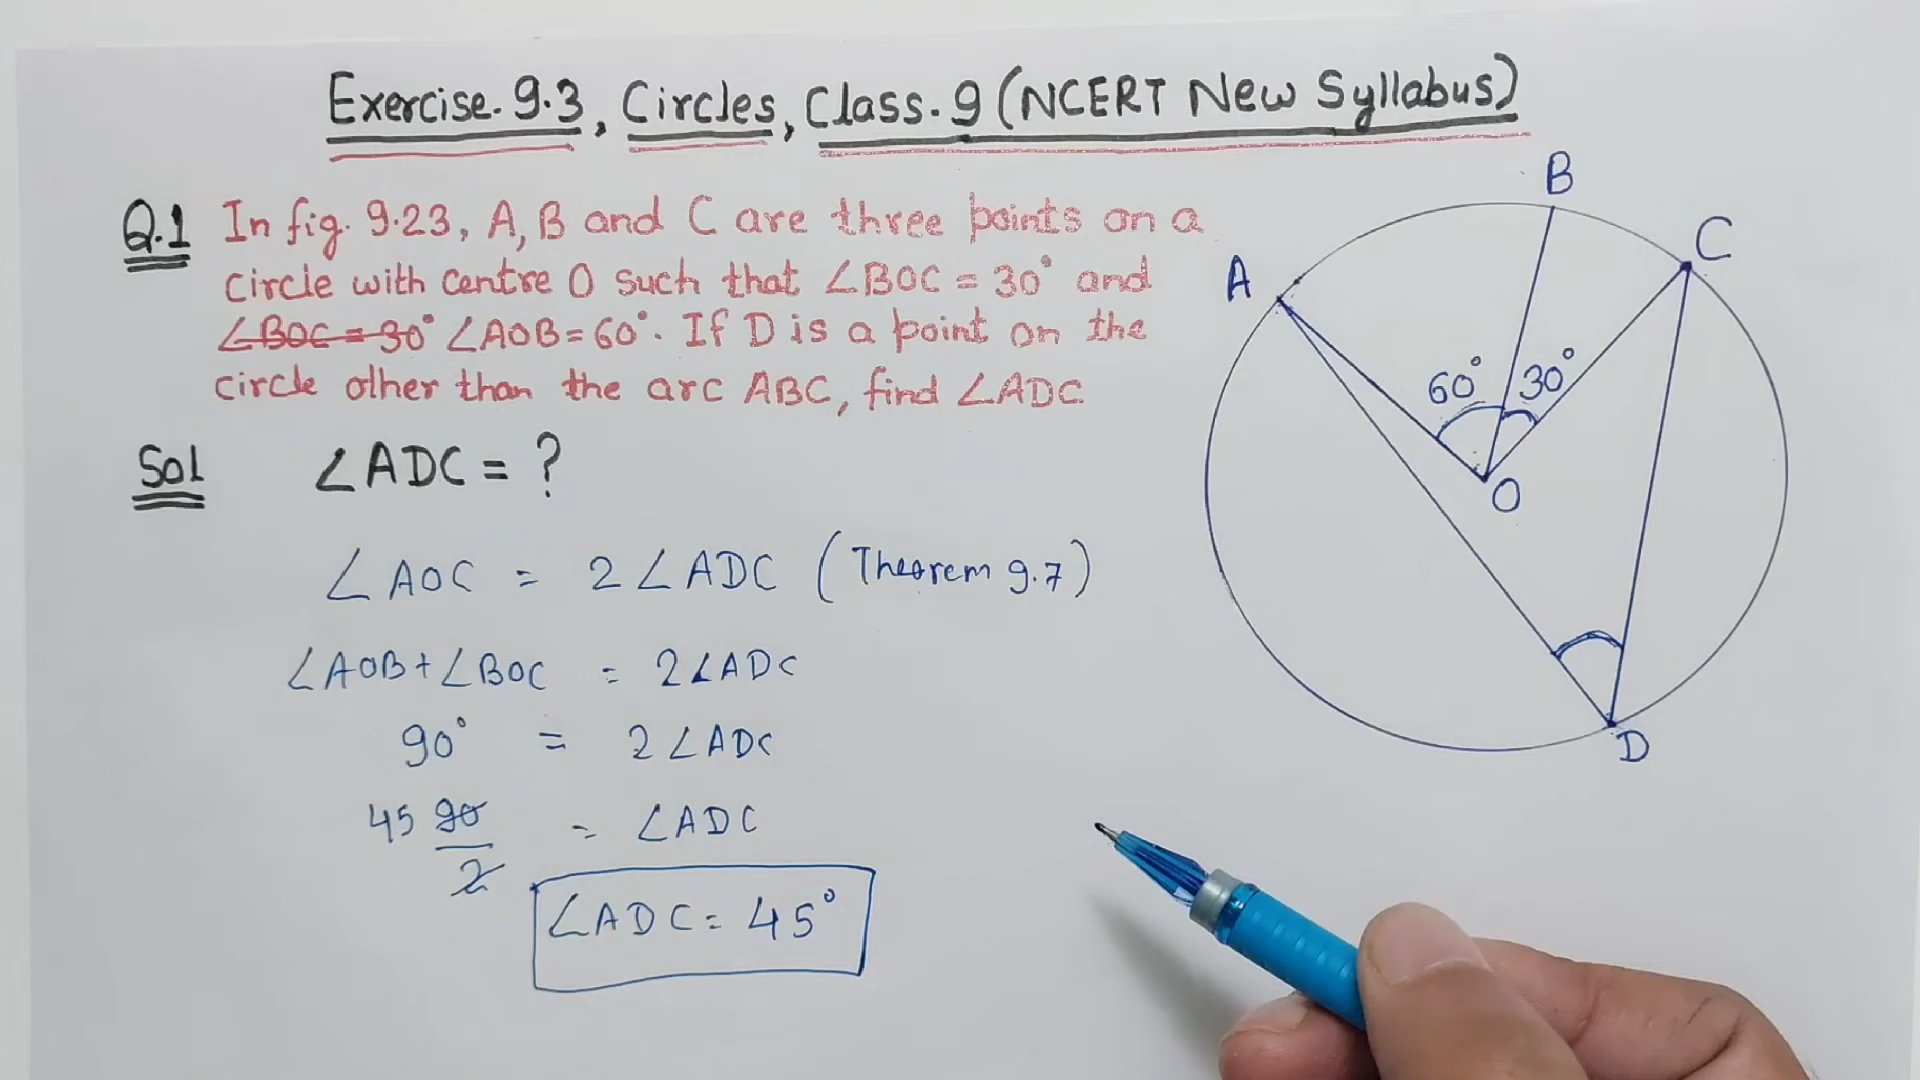 Exercise.9.3, Circles, Class.9 (NCERT New Syllabus)
Q.1 In fig. 9.23, A, B and C are three points on a
circle with centre O such that ∠BOC = 30° and
∠BOC = 30° ∠AOB = 60°. If D is a point on the
circle other than the arc ABC, find ∠ADC
Sol ∠ADC = ?
∠AOC = 2∠ADC (Theorem 9.7)
∠AOB + ∠BOC = 2∠ADC
90° = 2∠ADC
45 90/2 = ∠ADC
∠ADC = 45°
B
C
A
60° 30°
O
D